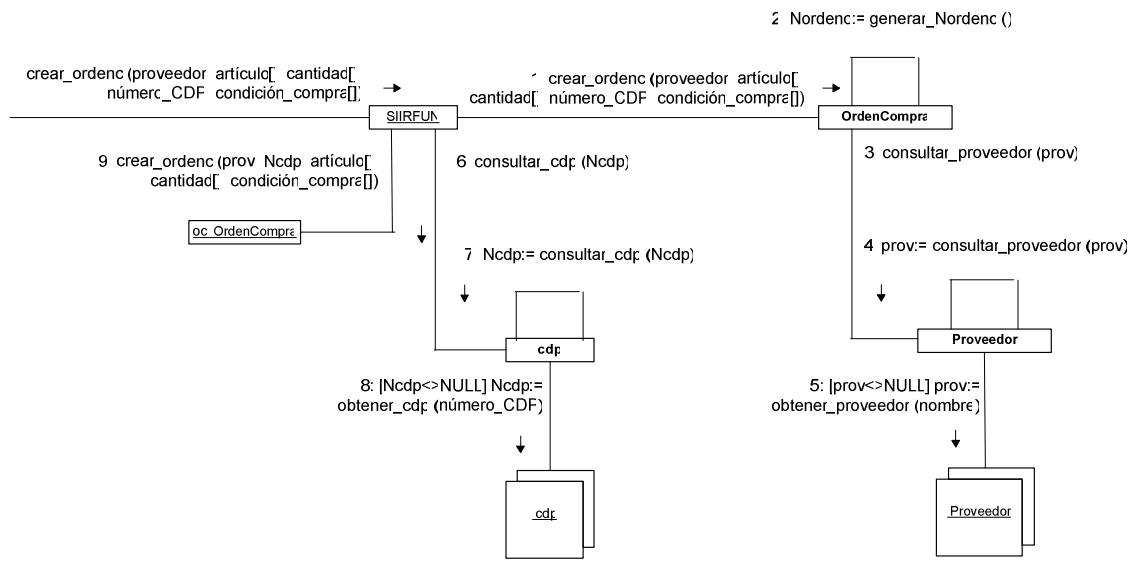 2 Nordenc:= generar_Nordenc ()
crear_ordenc (proveedor artículo[ cantidad[
número_CDF condición_compra[])
1 crear_ordenc (proveedor artículo[
cantidad[ número_CDF condición_compra[])
SIIRFUN
OrdenCompra
9 crear_ordenc (prov Ncdp artículo[
cantidad[ condición_compra[])
6 consultar_cdp (Ncdp)
3 consultar_proveedor (prov)
oc OrdenCompra
7 Ncdp:= consultar_cdp (Ncdp)
4 prov:= consultar_proveedor (prov)
cdp
Proveedor
8: [Ncdp<>NULL] Ncdp:=
obtener_cdp (número_CDF)
5: [prov<>NULL] prov:=
obtener_proveedor (nombre)
cdp
Proveedor